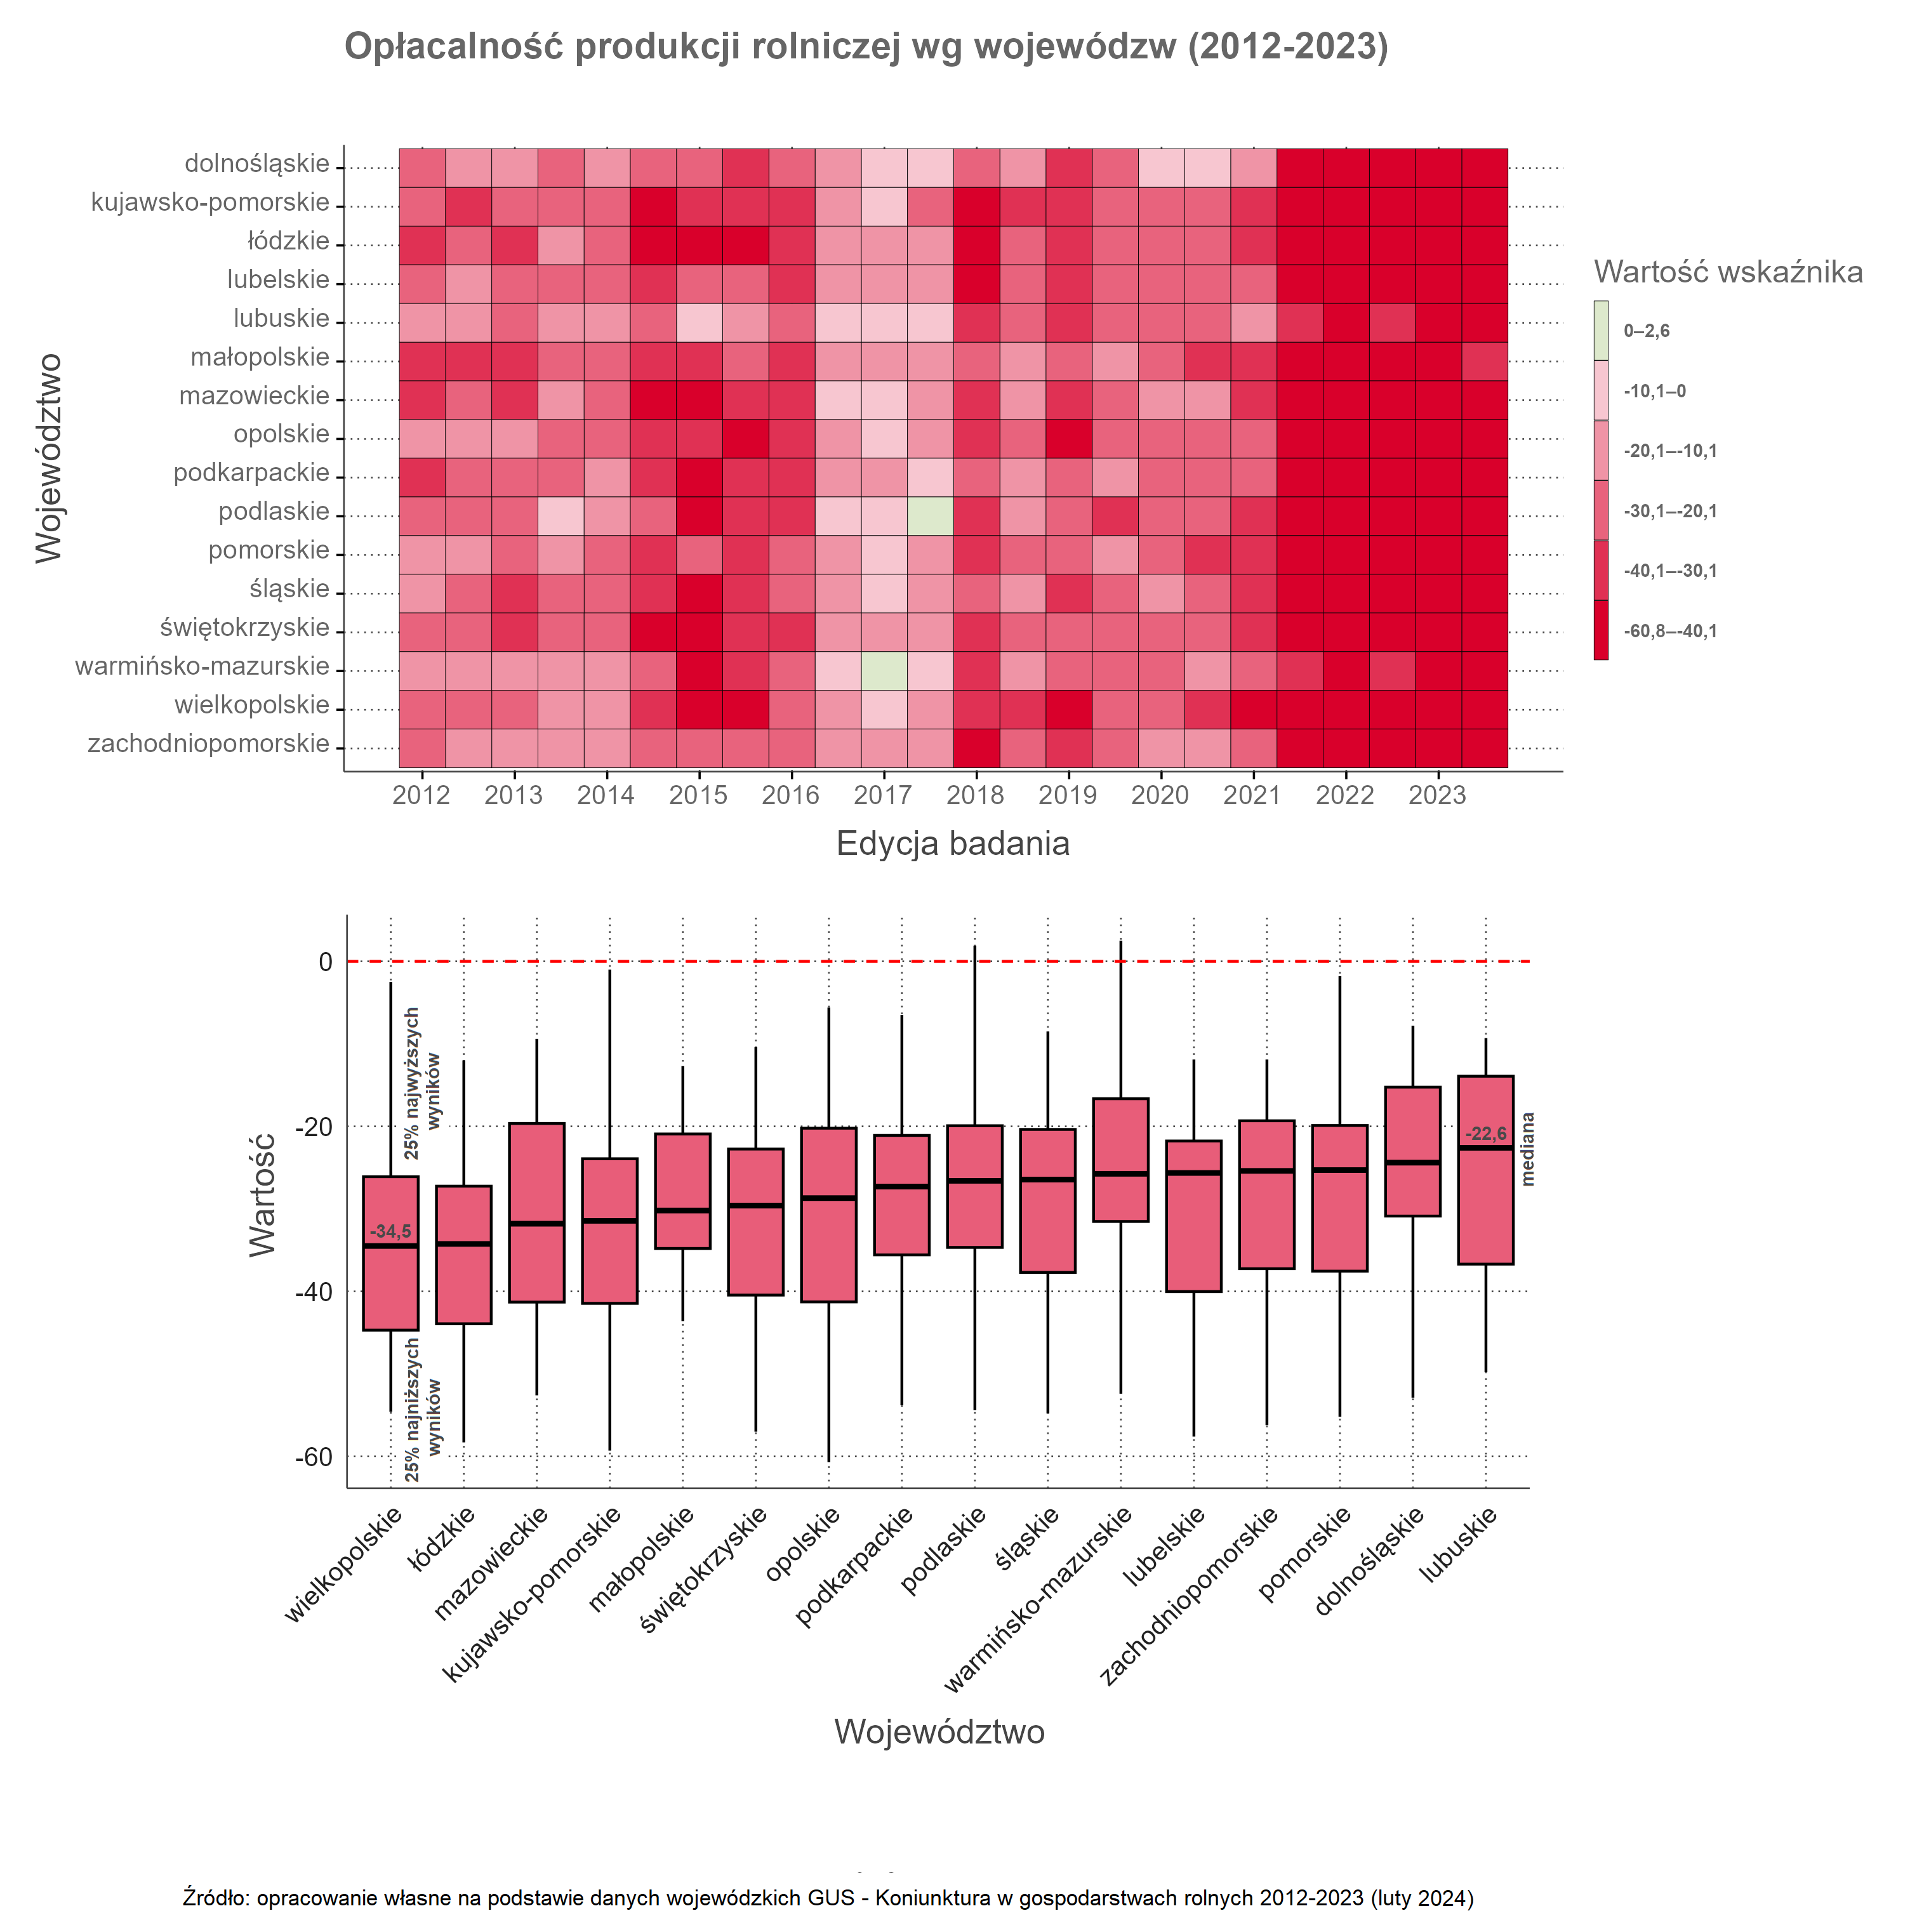 Opłacalność produkcji rolniczej wg wojewódzw (2012-2023)
Województwo
dolnośląskie
kujawsko-pomorskie
łódzkie
lubelskie
lubuskie
małopolskie
mazowieckie
opolskie
podkarpackie
podlaskie
pomorskie
śląskie
świętokrzyskie
warmińsko-mazurskie
wielkopolskie
zachodniopomorskie
2012 2013 2014 2015 2016 2017 2018 2019 2020 2021 2022 2023
Edycja badania
Wartość wskaźnika
0–2,6
-10,1–0
-20,1–-10,1
-30,1–-20,1
-40,1–-30,1
-60,8–-40,1
Wartość
0
-20
-40
-60
25% najwyższych
wyników
-34,5
25% najniższych
wyników
-22,6
mediana
wielkopolskie
łódzkie
mazowieckie
kujawsko-pomorskie
małopolskie
świętokrzyskie
opolskie
podkarpackie
podlaskie
śląskie
warmińsko-mazurskie
lubelskie
zachodniopomorskie
pomorskie
dolnośląskie
lubuskie
Województwo
Źródło: opracowanie własne na podstawie danych wojewódzkich GUS - Koniunktura w gospodarstwach rolnych 2012-2023 (luty 2024)